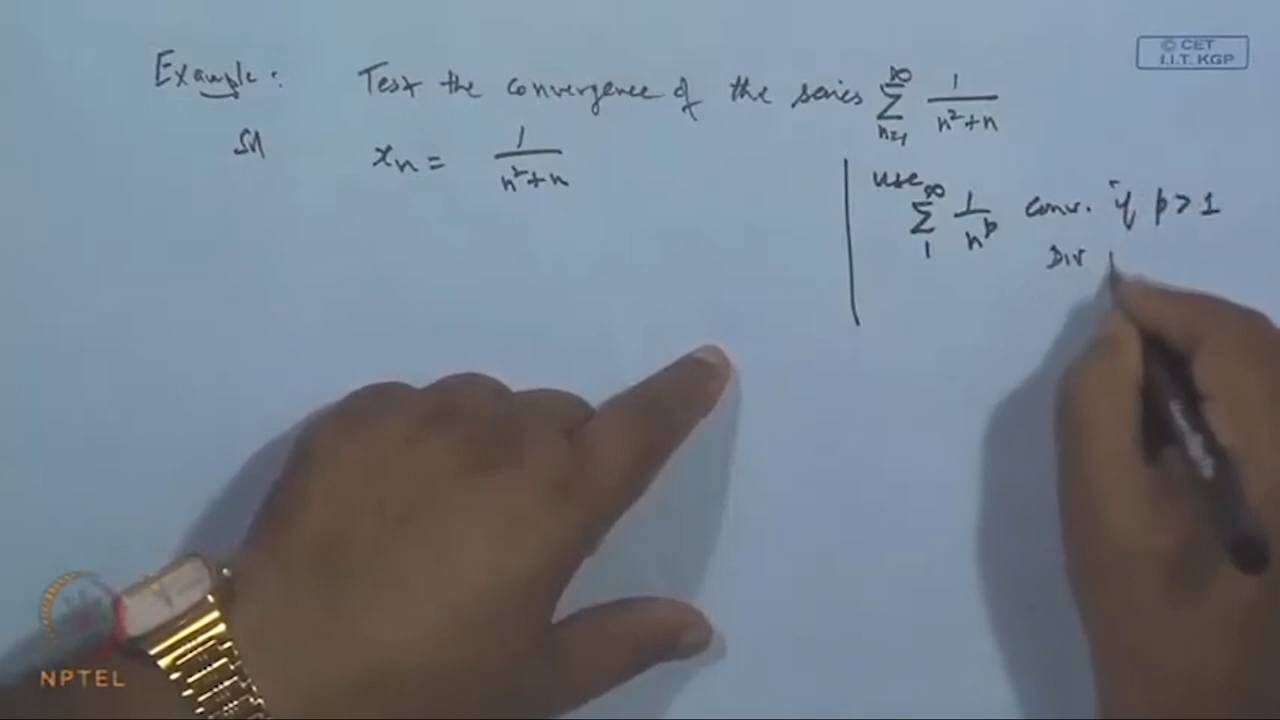 Example: Test the convergence of the series ∑_{n=1}^{∞} 1/(n²+n)
Sol x_n = 1/(n²+n)
use
∑_{1}^{∞} 1/n^p conv. if p > 1
Div
© CET
I.I.T. KGP
NPTEL